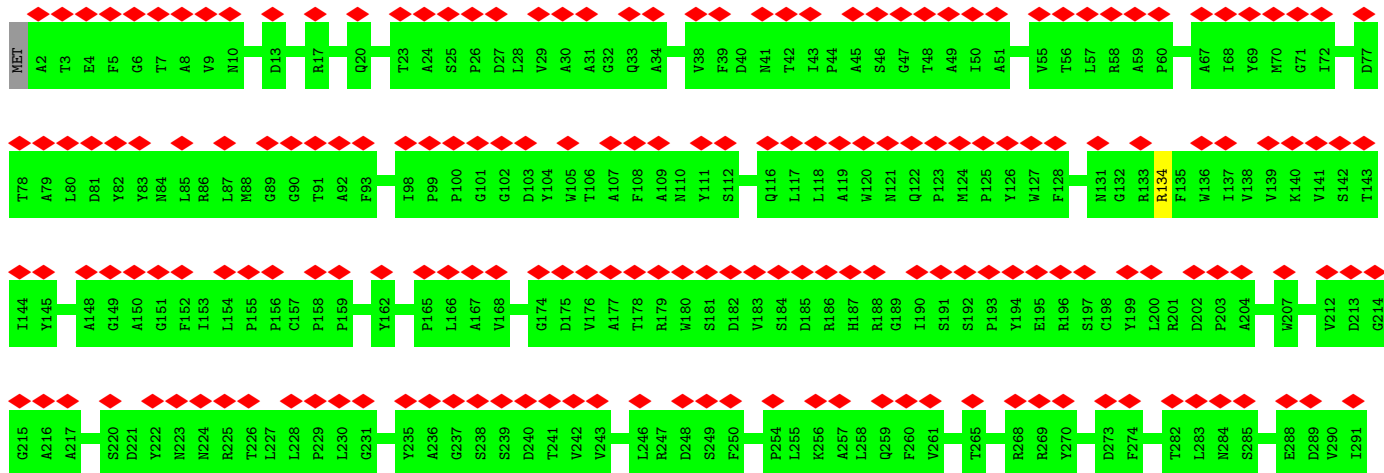 MET A2 T3 E4 F5 G6 T7 A8 V9 N10 D13 R17 Q20 T23 A24 S25 P26 D27 L28 V29 A30 A31 G32 Q33 A34 V38 F39 D40 N41 T42 I43 P44 A45 S46 G47 T48 A49 I50 A51 V55 T56 L57 R58 A59 P60 A67 I68 Y69 M70 G71 I72 D77
T78 A79 L80 D81 Y82 Y83 N84 L85 R86 L87 M88 G89 G90 T91 A92 F93 I98 P99 P100 G101 G102 D103 Y104 W105 T106 A107 F108 A109 N110 Y111 S112 Q116 L117 L118 A119 W120 N121 Q122 P123 M124 P125 Y126 W127 F128 N131 G132 R133 R134 F135 W136 I137 V138 V139 K140 V141 S142 T143
I144 Y145 A148 G149 A150 G151 F152 I153 L154 P155 P156 C157 P158 P159 Y162 P165 L166 A167 V168 G174 D175 V176 A177 T178 R179 W180 S181 D182 V183 S184 D185 R186 H187 R188 G189 I190 S191 S192 P193 Y194 E195 R196 S197 C198 Y199 L200 R201 D202 P203 A204 W207 V212 D213 G214
G215 A216 A217 S220 D221 Y222 N223 N224 R225 T226 L227 L228 P229 L230 G231 Y235 A236 G237 S238 S239 D240 T241 V242 V243 L246 R247 D248 S249 F250 P254 L255 K256 A257 L258 Q259 F260 V261 T265 R268 R269 Y270 D273 F274 T282 L283 N284 S285 E288 D289 V290 I291